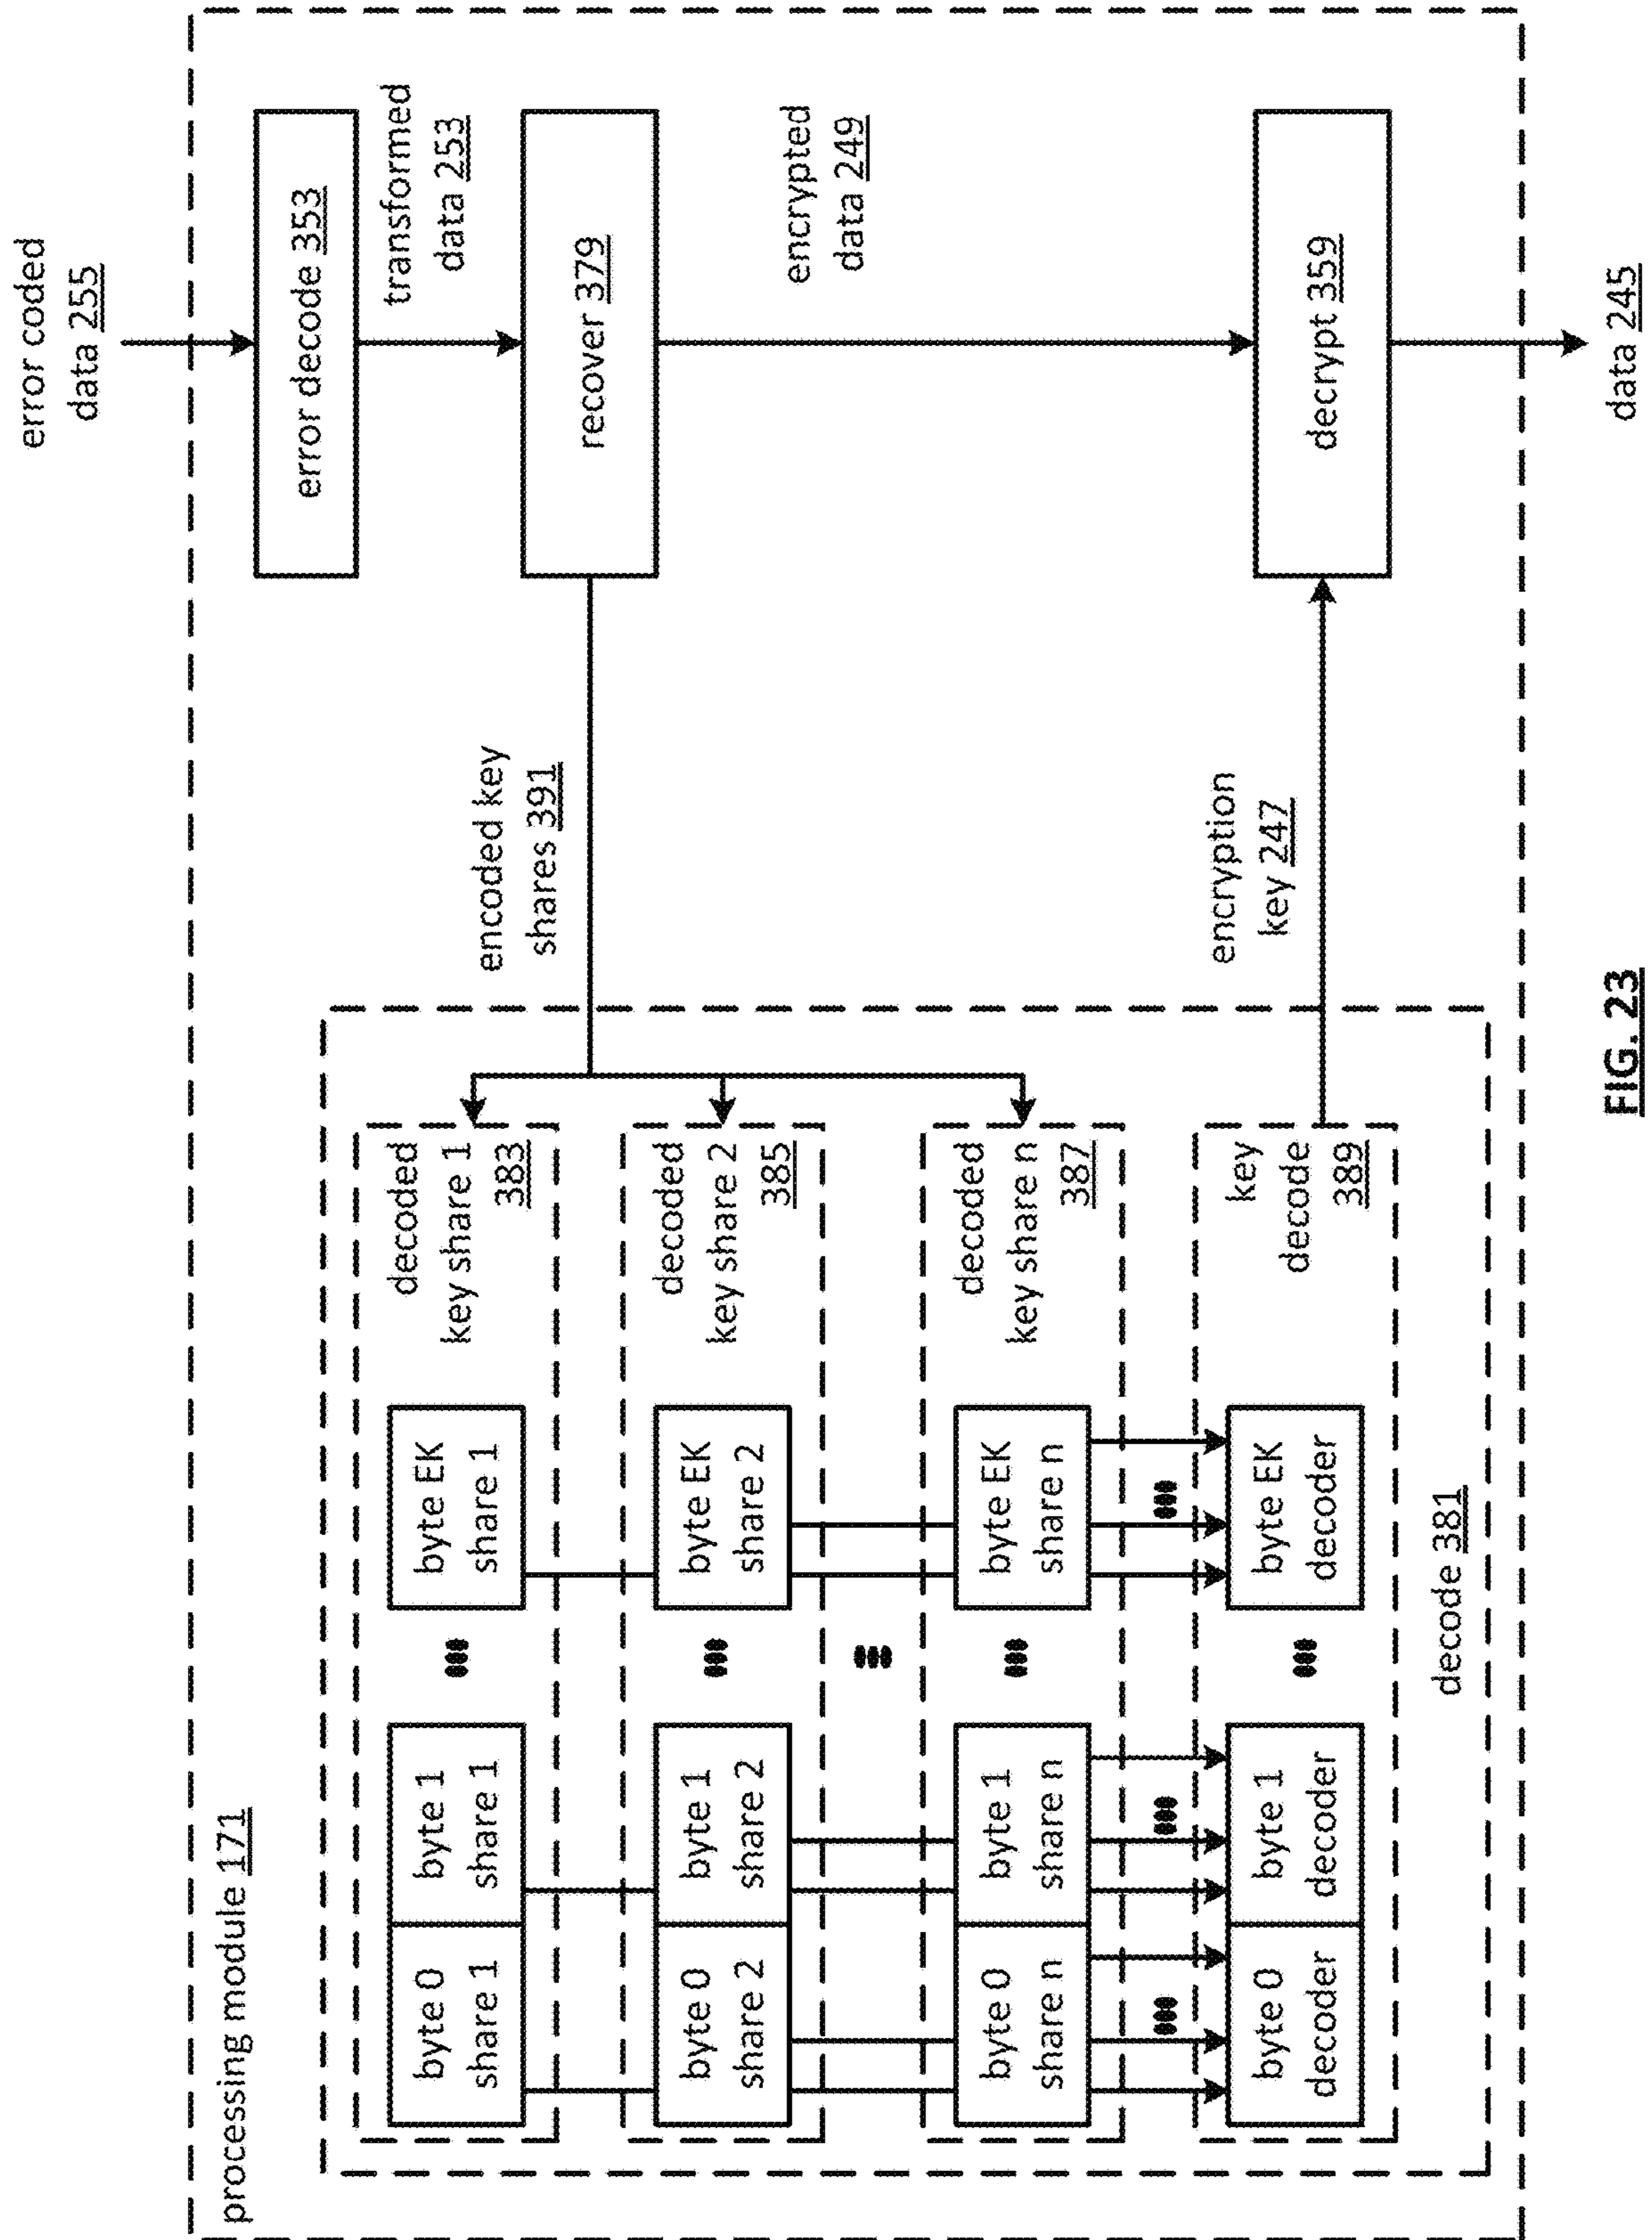 error coded
data 255
processing module 171
error decode 353
transformed
data 253
recover 379
encoded key
shares 391
encrypted
data 249
decrypt 359
encryption
key 247
data 245
byte 0
share 1
byte 1
share 1
byte EK
share 1
decoded
key share 1
383
byte 0
share 2
byte 1
share 2
byte EK
share 2
decoded
key share 2
385
byte 0
share n
byte 1
share n
byte EK
share n
decoded
key share n
387
byte 0
decoder
byte 1
decoder
byte EK
decoder
key
decode
389
decode 381
FIG. 23